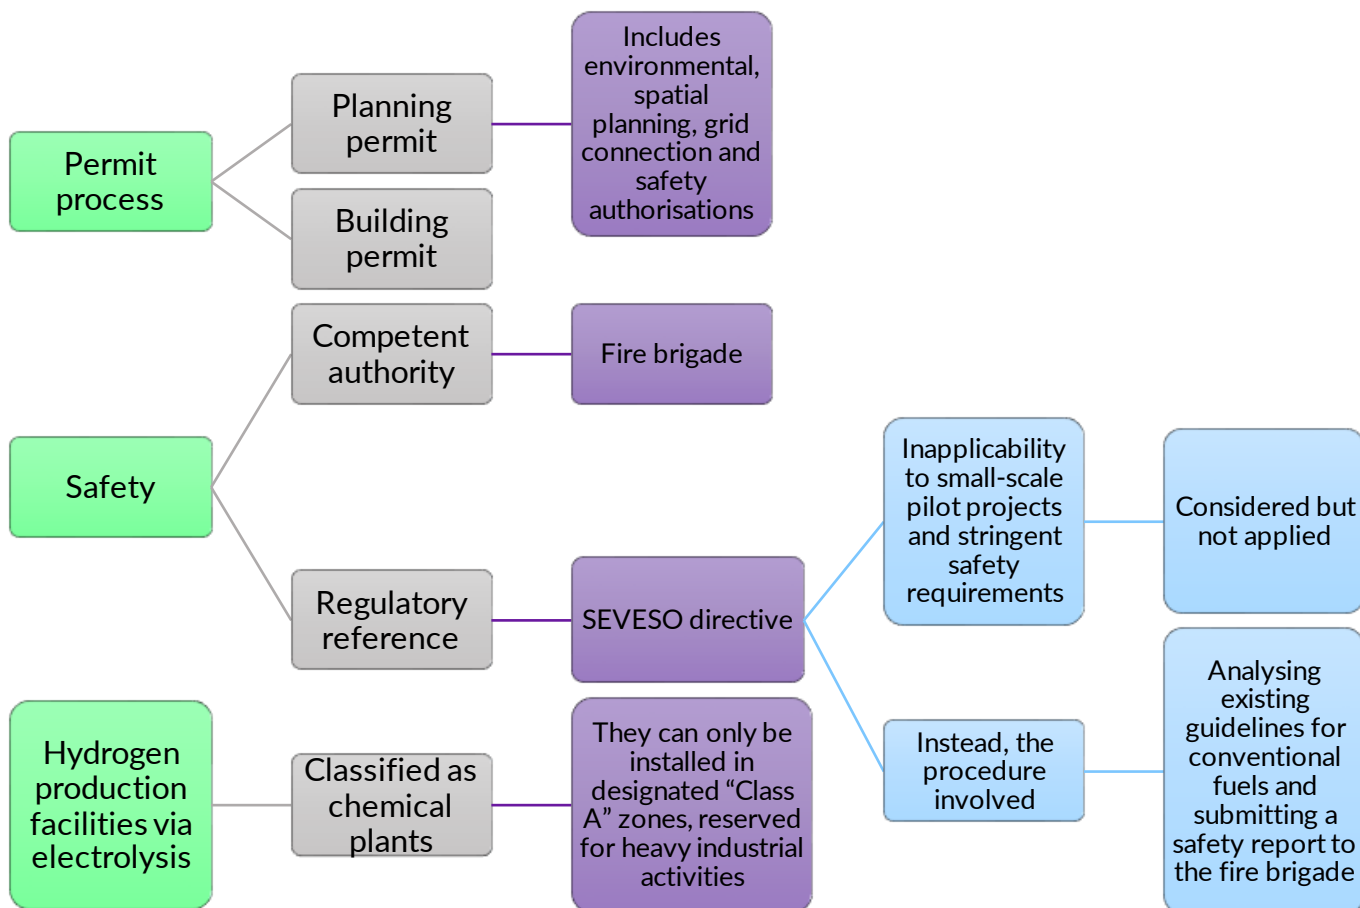 Permit
process
Planning
permit
Includes
environmental,
spatial
planning, grid
connection and
safety
authorisations
Building
permit
Safety
Competent
authority
Fire brigade
Regulatory
reference
SEVESO directive
Inapplicability
to small-scale
pilot projects
and stringent
safety
requirements
Considered but
not applied
Instead, the
procedure
involved
Analysing
existing
guidelines for
conventional
fuels and
submitting a
safety report to
the fire brigade
Hydrogen
production
facilities via
electrolysis
Classified as
chemical
plants
They can only be
installed in
designated “Class
A” zones, reserved
for heavy industrial
activities